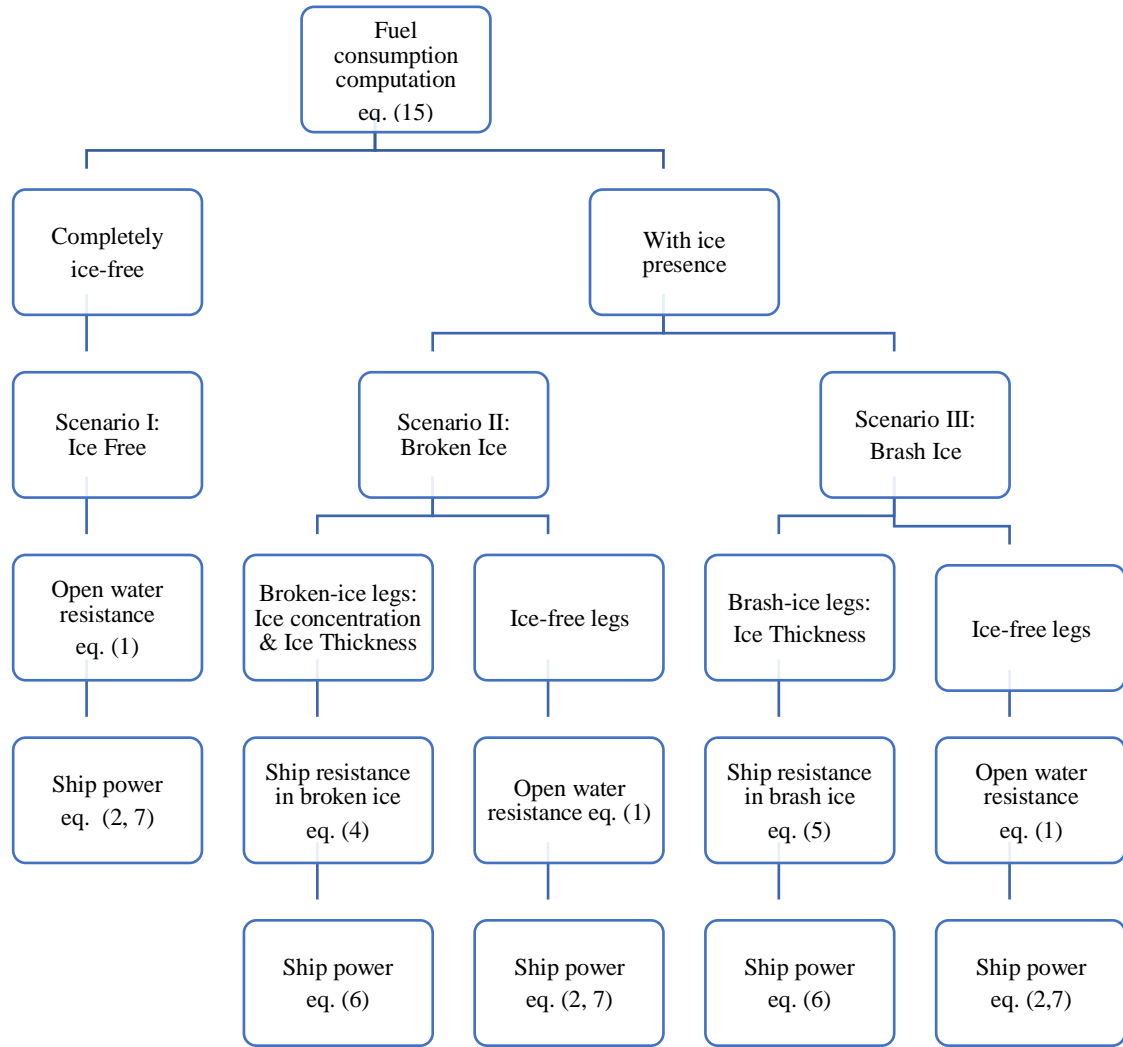 Fuel
consumption
computation
eq. (15)
Completely
ice-free
With ice
presence
Scenario I:
Ice Free
Scenario II:
Broken Ice
Scenario III:
Brash Ice
Open water
resistance
eq. (1)
Broken-ice legs:
Ice concentration
& Ice Thickness
Ice-free legs
Brash-ice legs:
Ice Thickness
Ice-free legs
Ship power
eq. (2, 7)
Ship resistance
in broken ice
eq. (4)
Open water
resistance eq. (1)
Ship resistance
in brash ice
eq. (5)
Open water
resistance
eq. (1)
Ship power
eq. (6)
Ship power
eq. (2, 7)
Ship power
eq. (6)
Ship power
eq. (2,7)